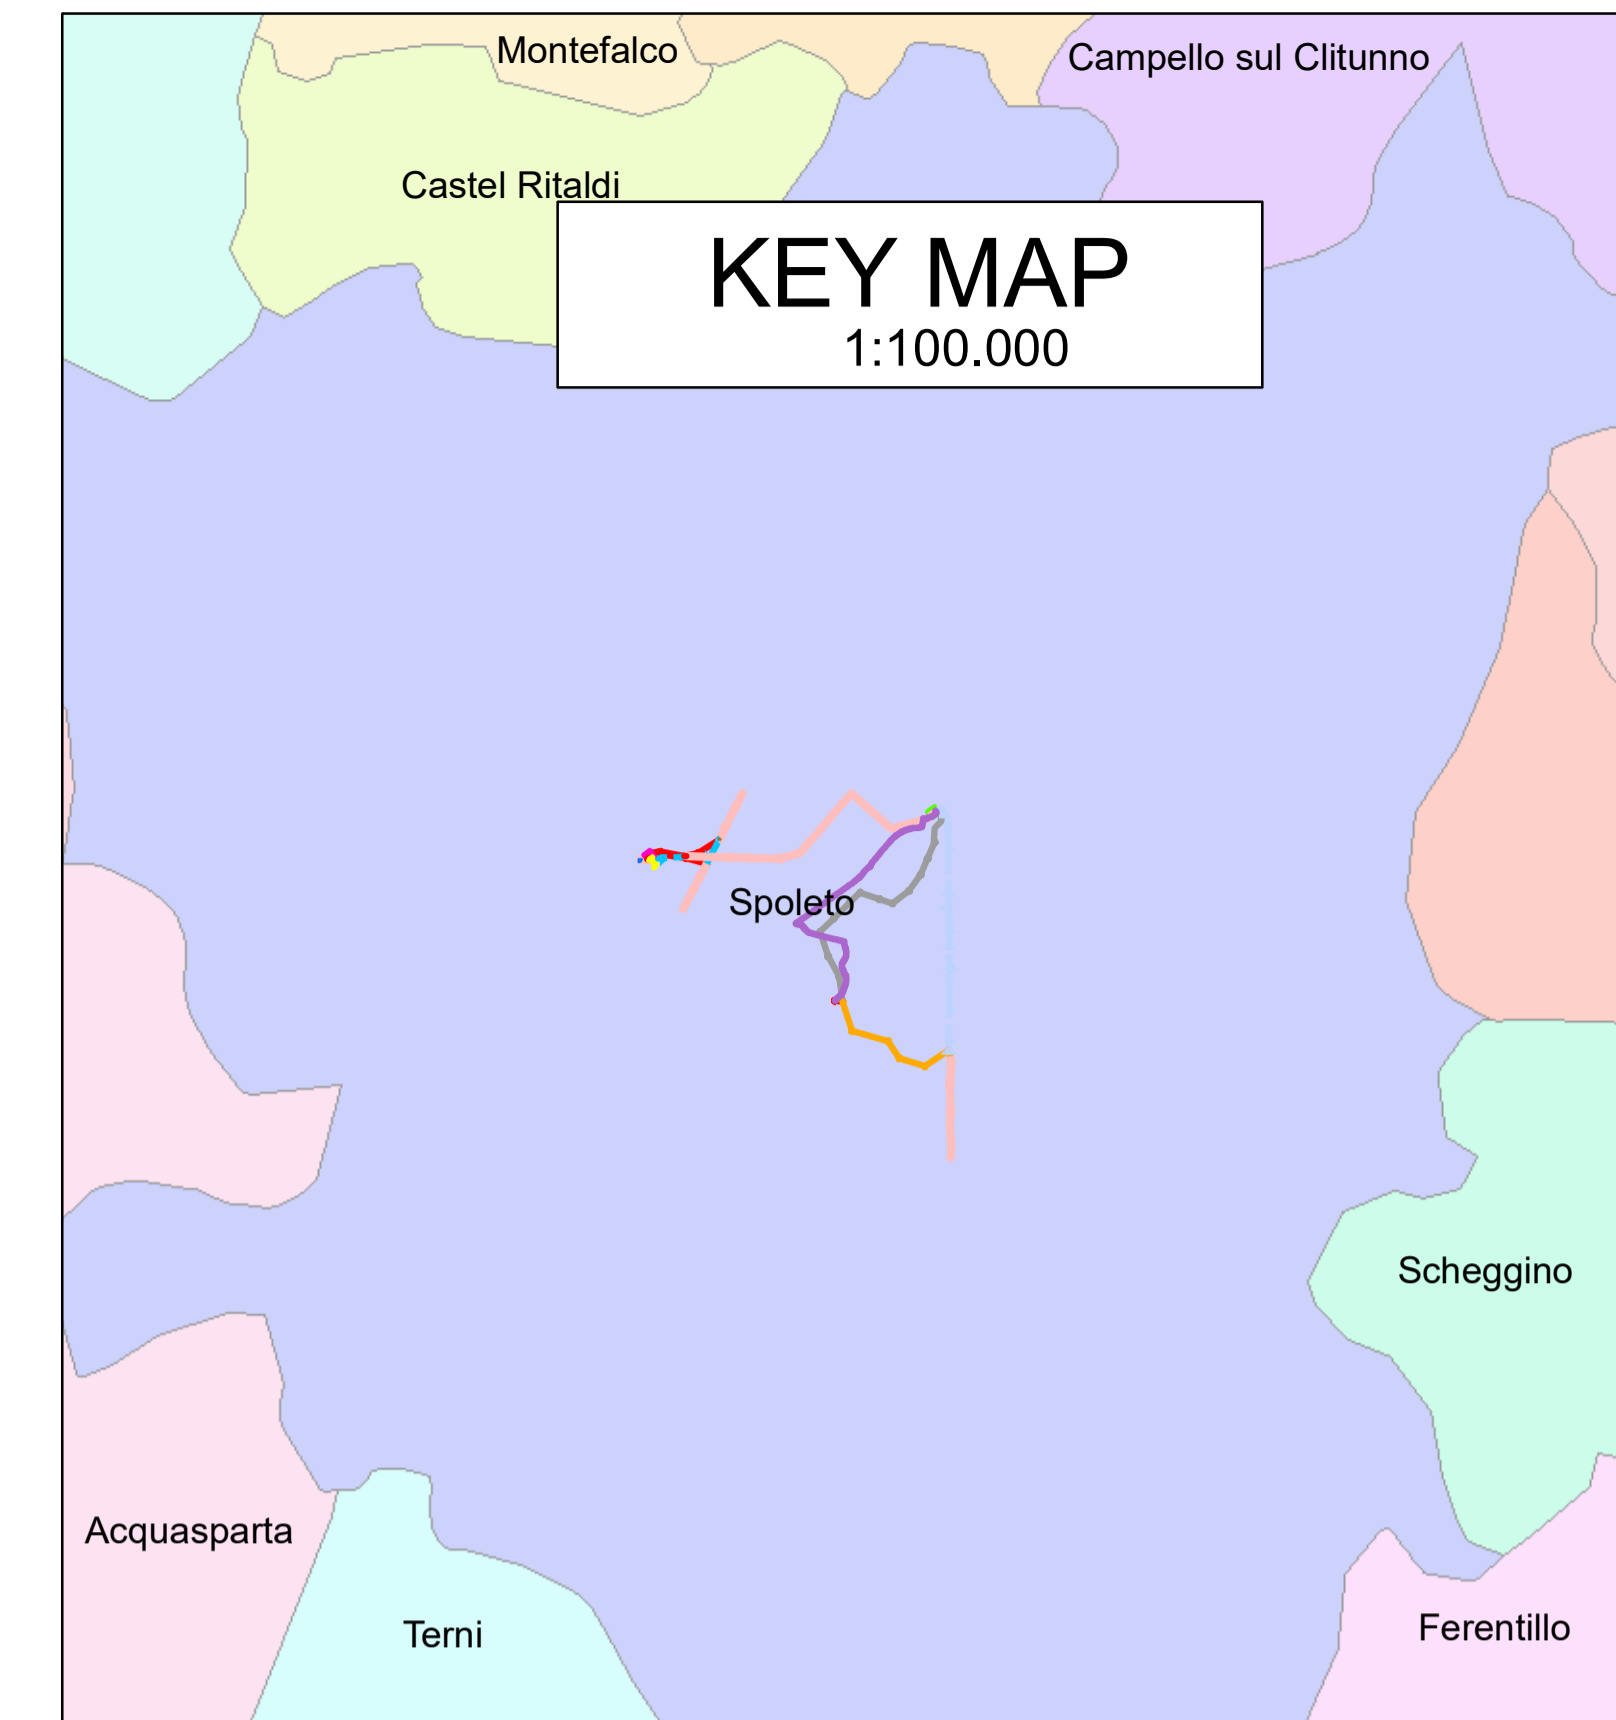 Montefalco
Campello sul Clitunno
Castel Ritaldi
KEY MAP
1:100.000
Spoleto
Scheggino
Acquasparta
Terni
Ferentillo